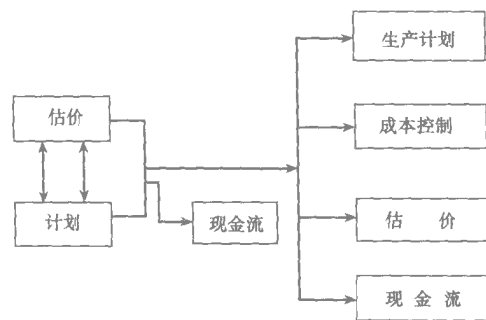 估价
计划
现金流
生产计划
成本控制
估 价
现 金 流